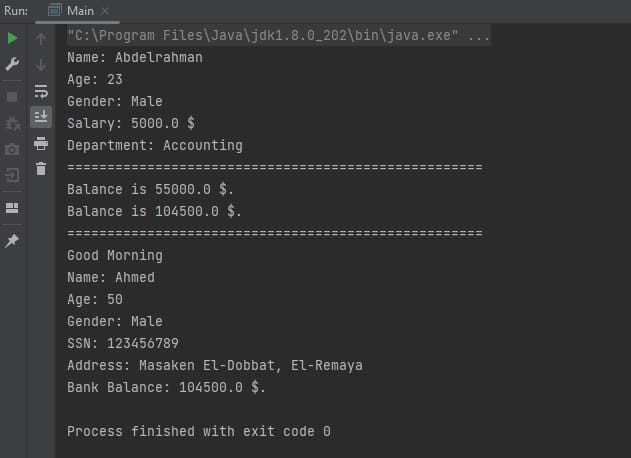 Run: Main
"C:\Program Files\Java\jdk1.8.0_202\bin\java.exe" ...
Name: Abdelrahman
Age: 23
Gender: Male
Salary: 5000.0 $
Department: Accounting
====================================================
Balance is 55000.0 $.
Balance is 104500.0 $.
====================================================
Good Morning
Name: Ahmed
Age: 50
Gender: Male
SSN: 123456789
Address: Masaken El-Dobbat, El-Remaya
Bank Balance: 104500.0 $.
Process finished with exit code 0